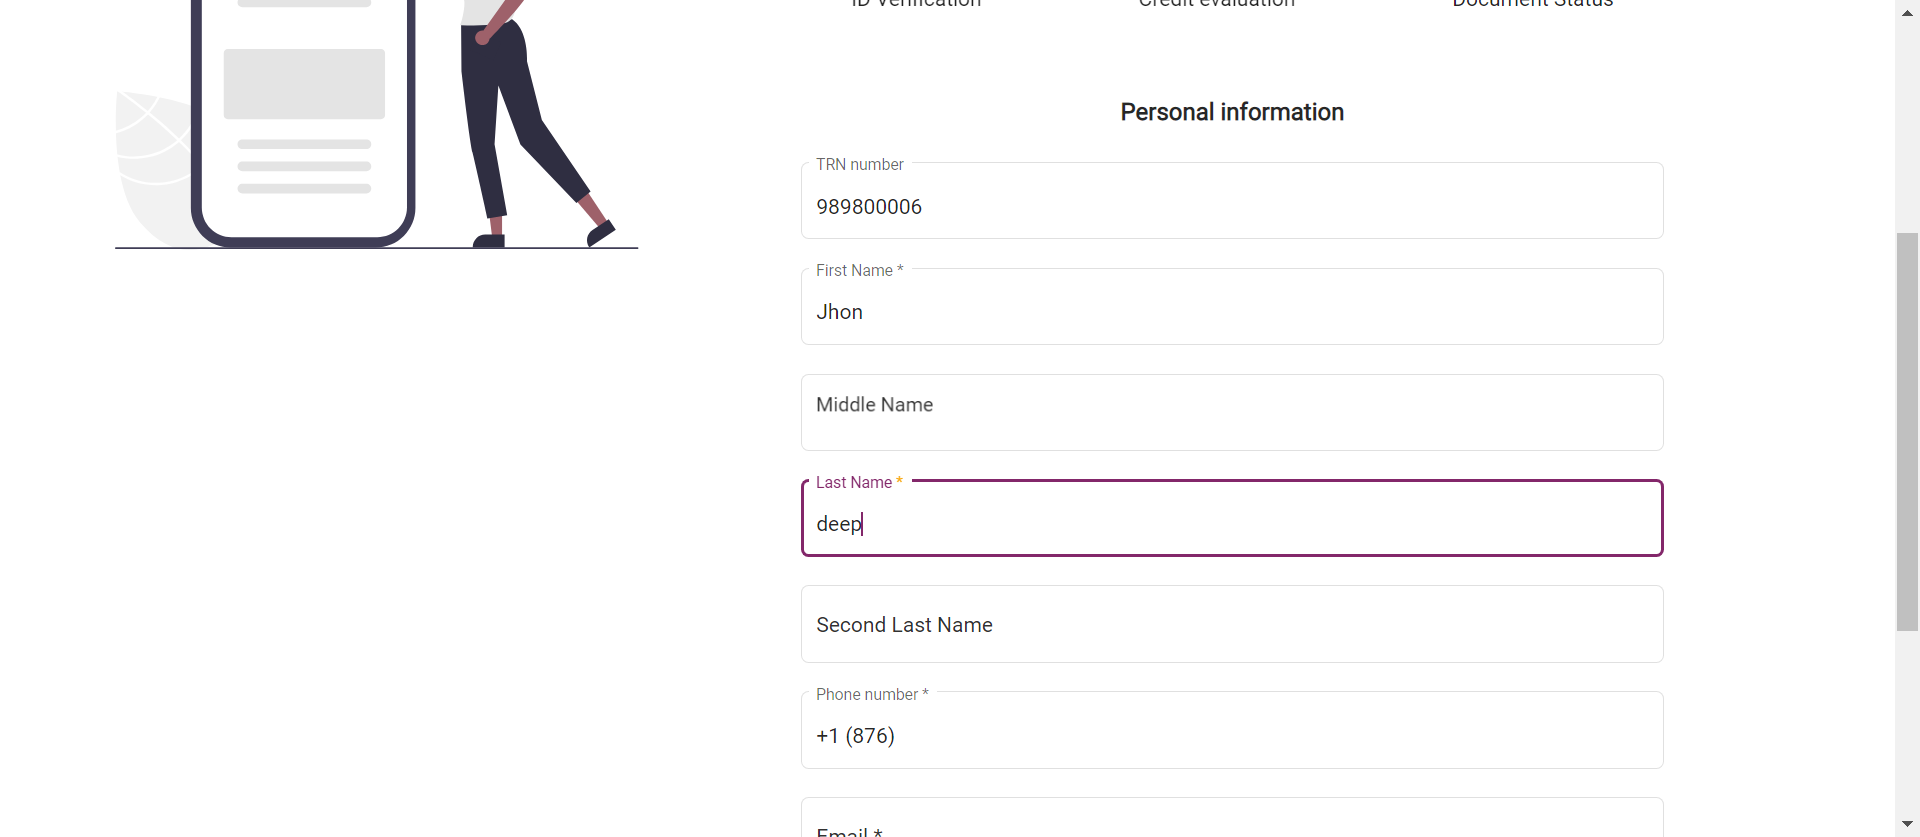 ID Verification Credit evaluation Document Status
Personal information
TRN number
989800006
First Name *
Jhon
Middle Name
Last Name *
deep
Second Last Name
Phone number *
+1 (876)
Email *